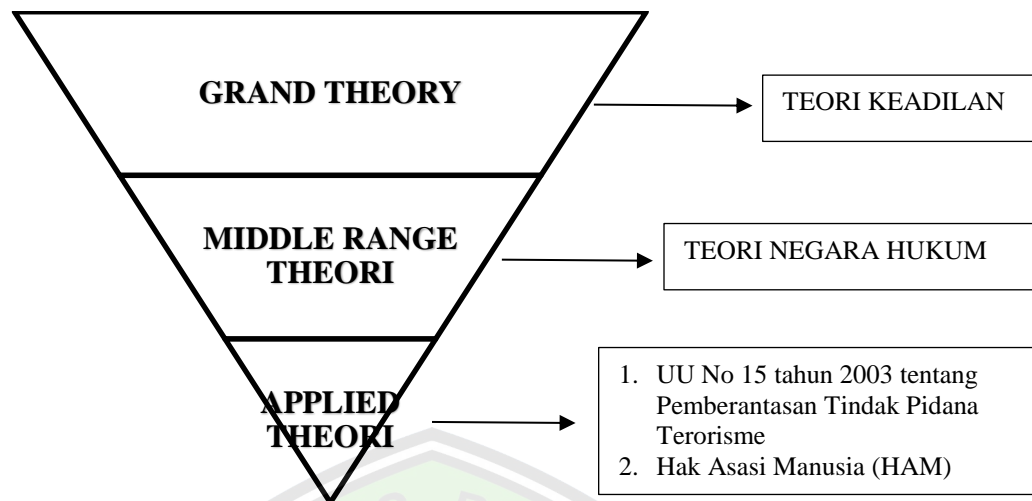 GRAND THEORY
TEORI KEADILAN
MIDDLE RANGE
THEORI
TEORI NEGARA HUKUM
APPLIED
THEORI
1. UU No 15 tahun 2003 tentang
Pemberantasan Tindak Pidana
Terorisme
2. Hak Asasi Manusia (HAM)